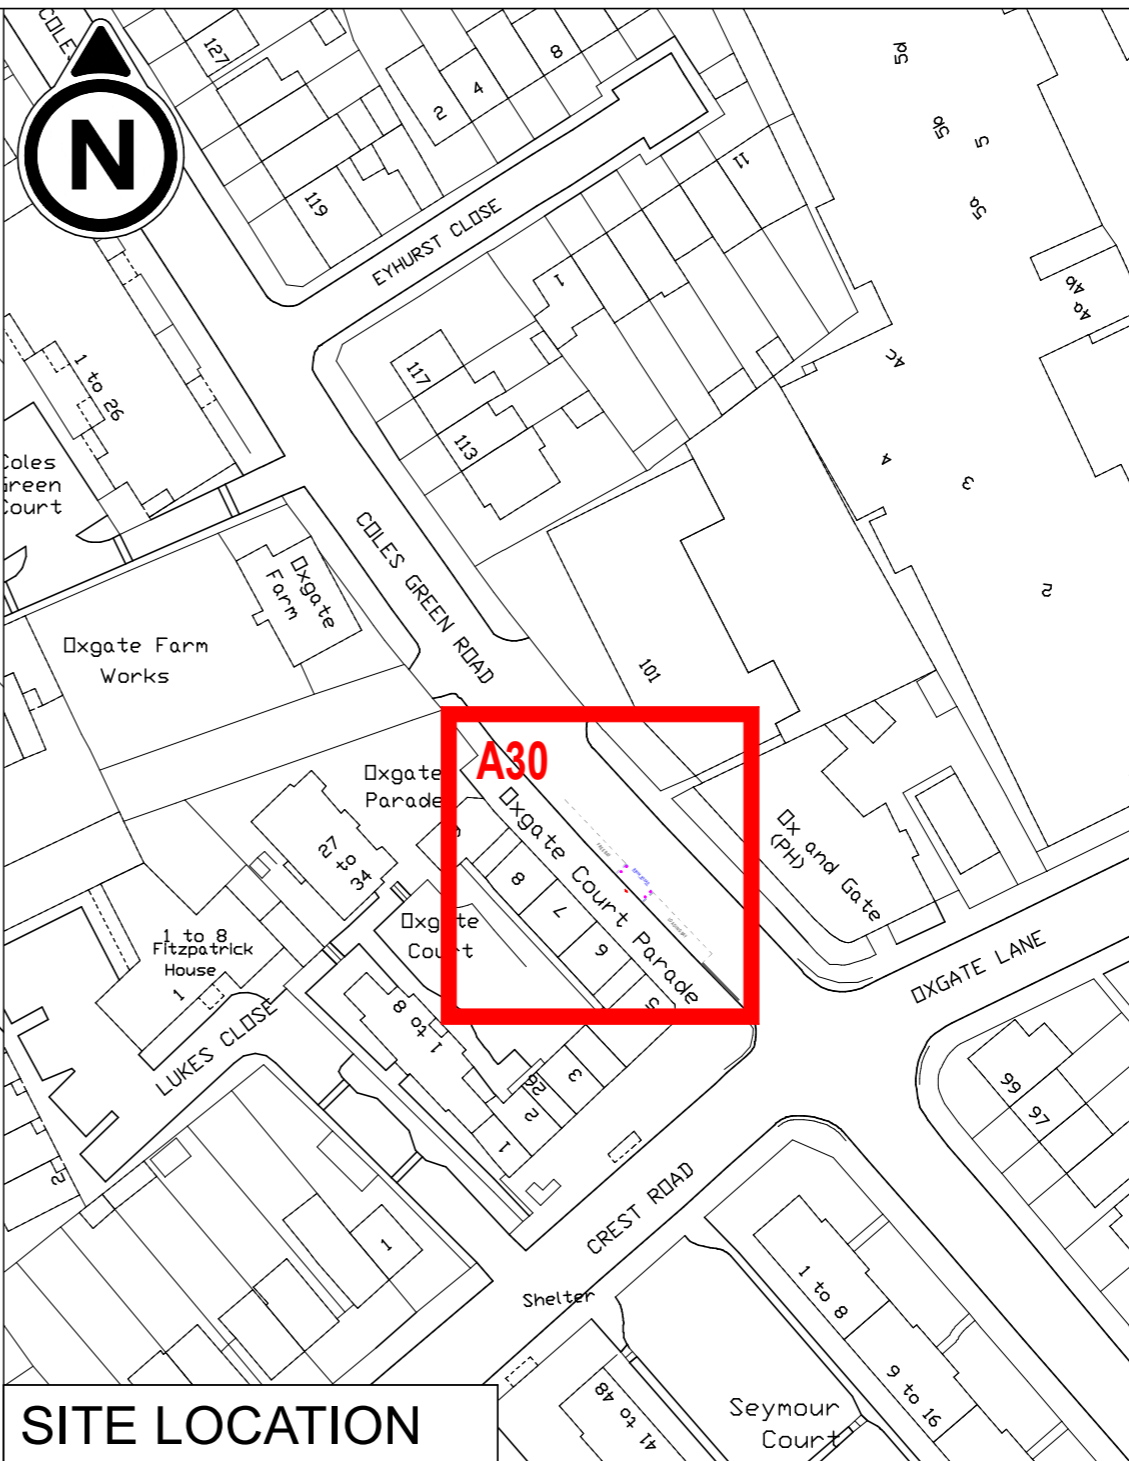 COLES
127
8
4
2
5d
5b
5
11
119
5a
EYHURST CLOSE
4b
4a
1
4c
117
1 to 26
113
4
3
Coles
Green
Court
COLES GREEN ROAD
Oxgate
Farm
2
Oxgate Farm
Works
101
A30
Oxgate
Parade
Oxgate Court Parade
Ox and Gate
(PH)
27
to
34
8
7
6
5
Oxgate
Court
1 to 8
Fitzpatrick
House
1
OXGATE LANE
1 to 8
LUKES CLOSE
3
26
2
1
99
97
2
CREST ROAD
1
1 to 8
Shelter
9 to 16
41 to 48
Seymour
Court
SITE LOCATION
N